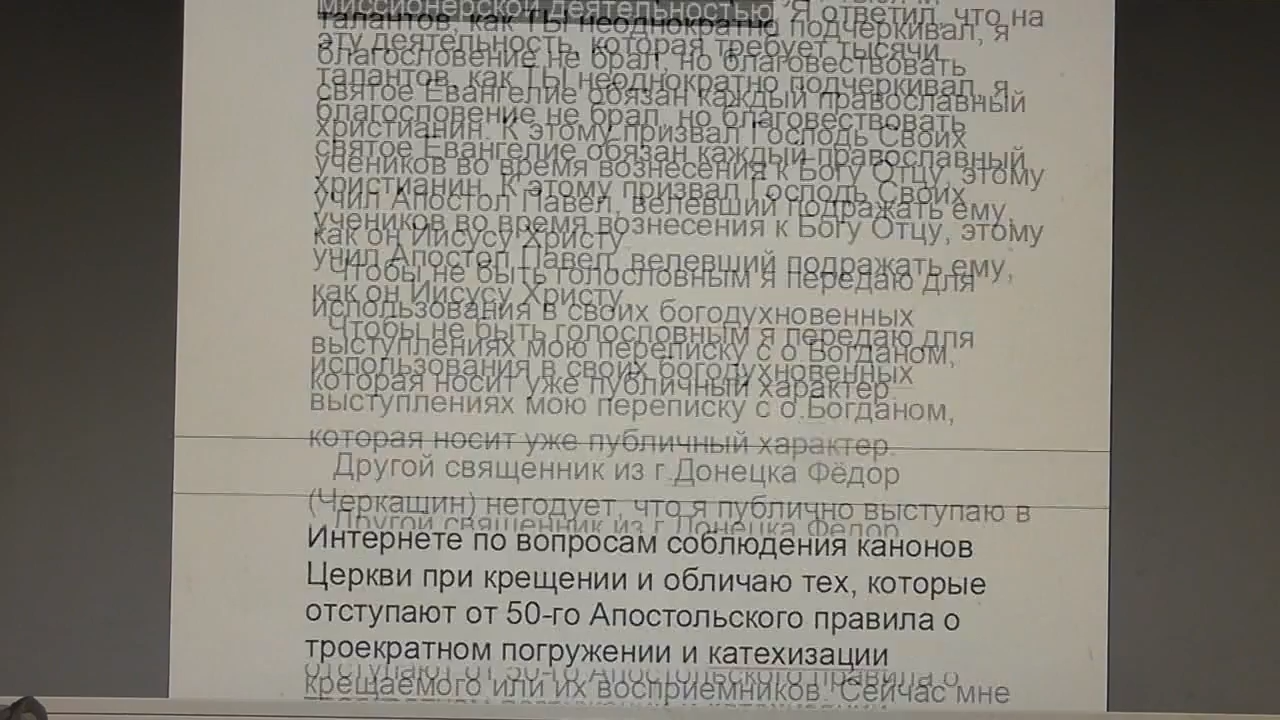 миссионерской деятельностью. Я ответил, что на
эту деятельность, которая требует тысячи
талантов, как ТЫ неоднократно подчеркивал, я
благословение не брал, но благовествовать
святое Евангелие обязан каждый православный
христианин. К этому призвал Господь Своих
учеников во время вознесения к Богу Отцу, этому
учил Апостол Павел, велевший подражать ему,
как он Иисусу Христу.
Чтобы не быть голословным я передаю для
использования в своих богодухновенных
выступлениях мою переписку с о.Богданом,
которая носит уже публичный характер.
Другой священник из г.Донецка Фёдор
(Черкашин) негодует, что я публично выступаю в
Интернете по вопросам соблюдения канонов
Церкви при крещении и обличаю тех, которые
отступают от 50-го Апостольского правила о
троекратном погружении и катехизации
крещаемого или их восприемников. Сейчас мне